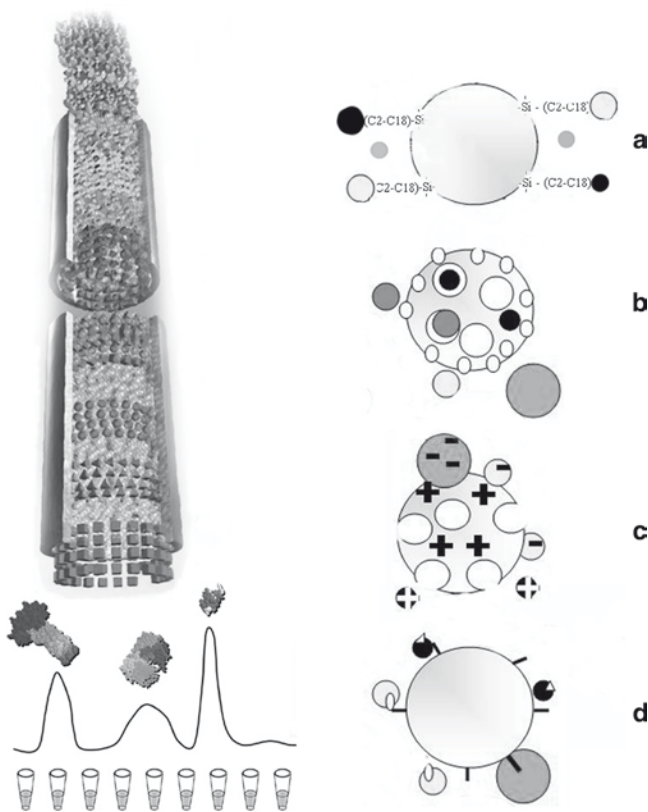 -Si - (C2-C18)-
(C2-C18)-Si
a
C2-C18)-Si
-Si - (C2-C18)-
b
c
d